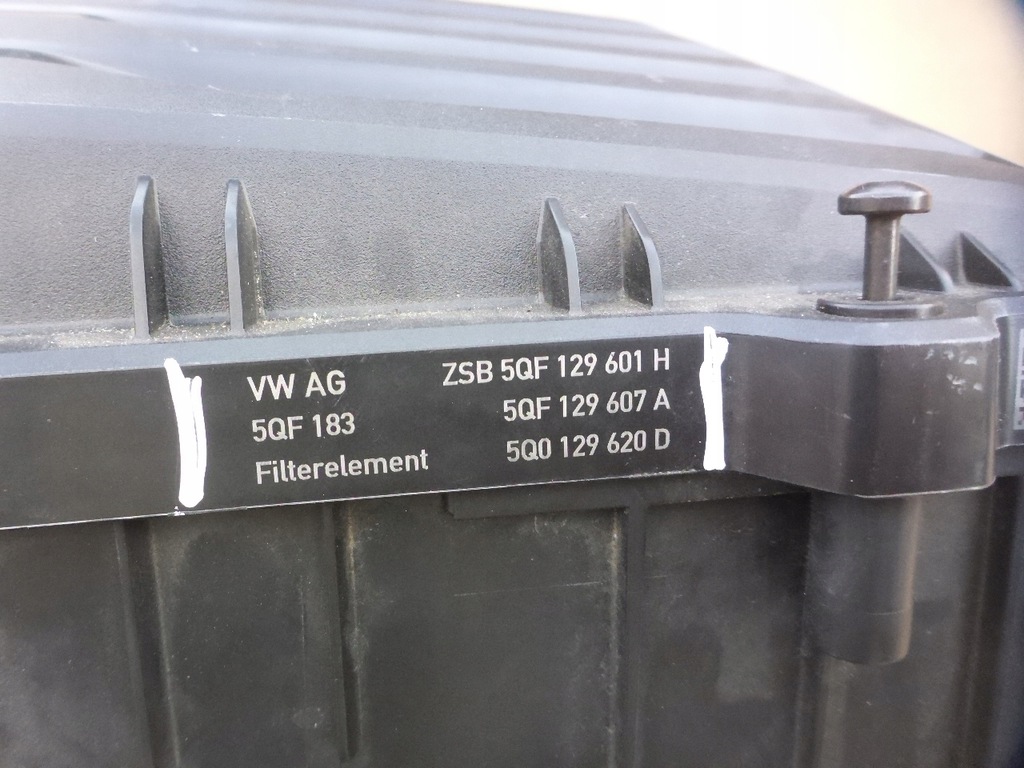 VW AG ZSB 5QF 129 601 H
5QF 183 5QF 129 607 A
Filterelement 5Q0 129 620 D